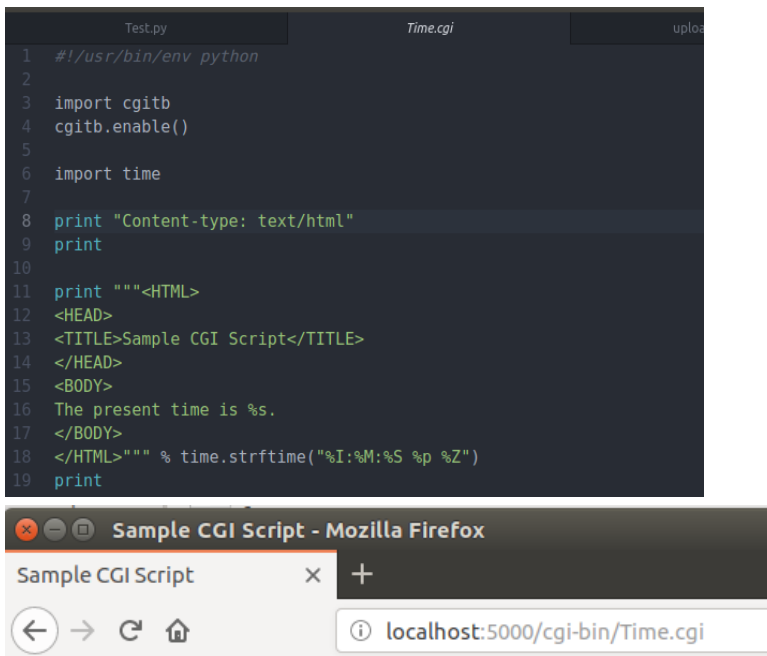 Test.py Time.cgi uploa
1 #!/usr/bin/env python
2
3 import cgitb
4 cgitb.enable()
5
6 import time
7
8 print "Content-type: text/html"
9 print
10
11 print """<HTML>
12 <HEAD>
13 <TITLE>Sample CGI Script</TITLE>
14 </HEAD>
15 <BODY>
16 The present time is %s.
17 </BODY>
18 </HTML>""" % time.strftime("%I:%M:%S %p %Z")
19 print
Sample CGI Script - Mozilla Firefox
Sample CGI Script
localhost:5000/cgi-bin/Time.cgi